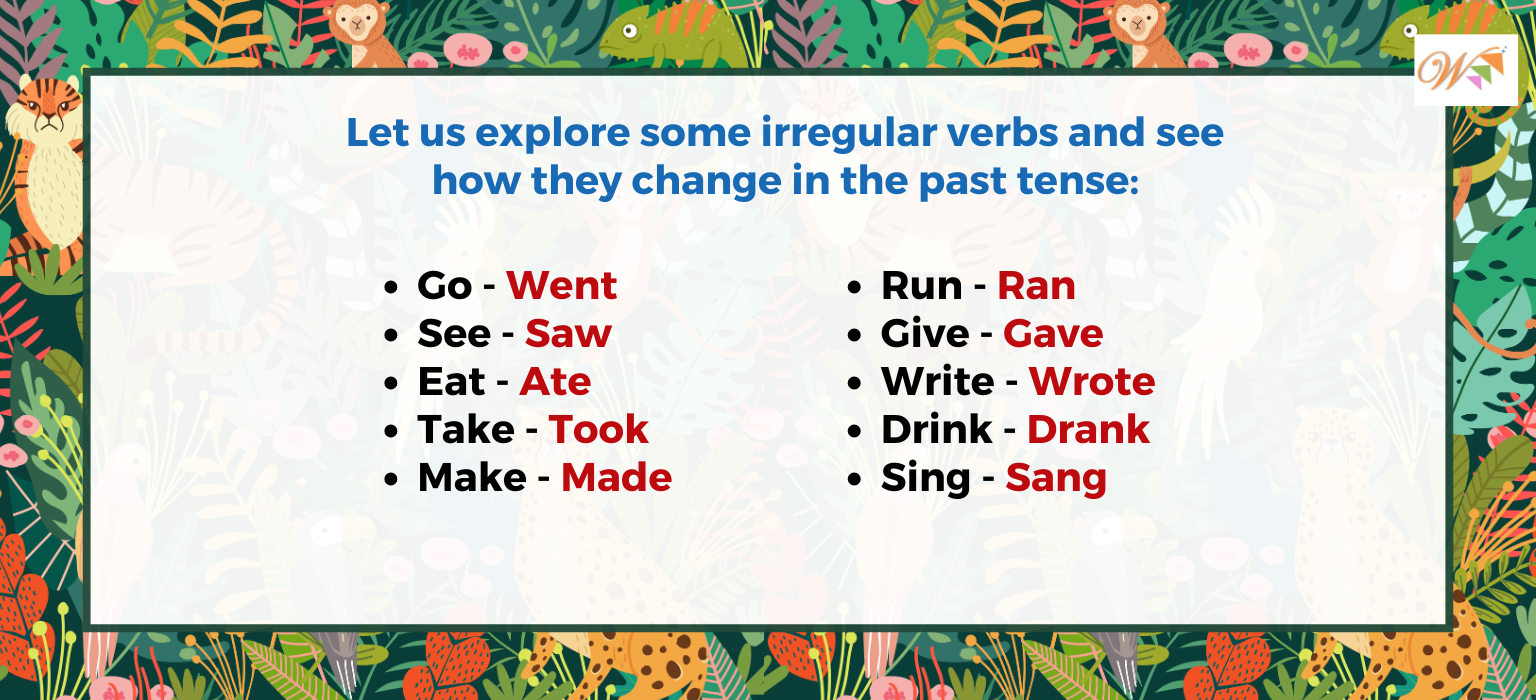 Let us explore some irregular verbs and see
how they change in the past tense:
Go - Went
See - Saw
Eat - Ate
Take - Took
Make - Made
Run - Ran
Give - Gave
Write - Wrote
Drink - Drank
Sing - Sang
W